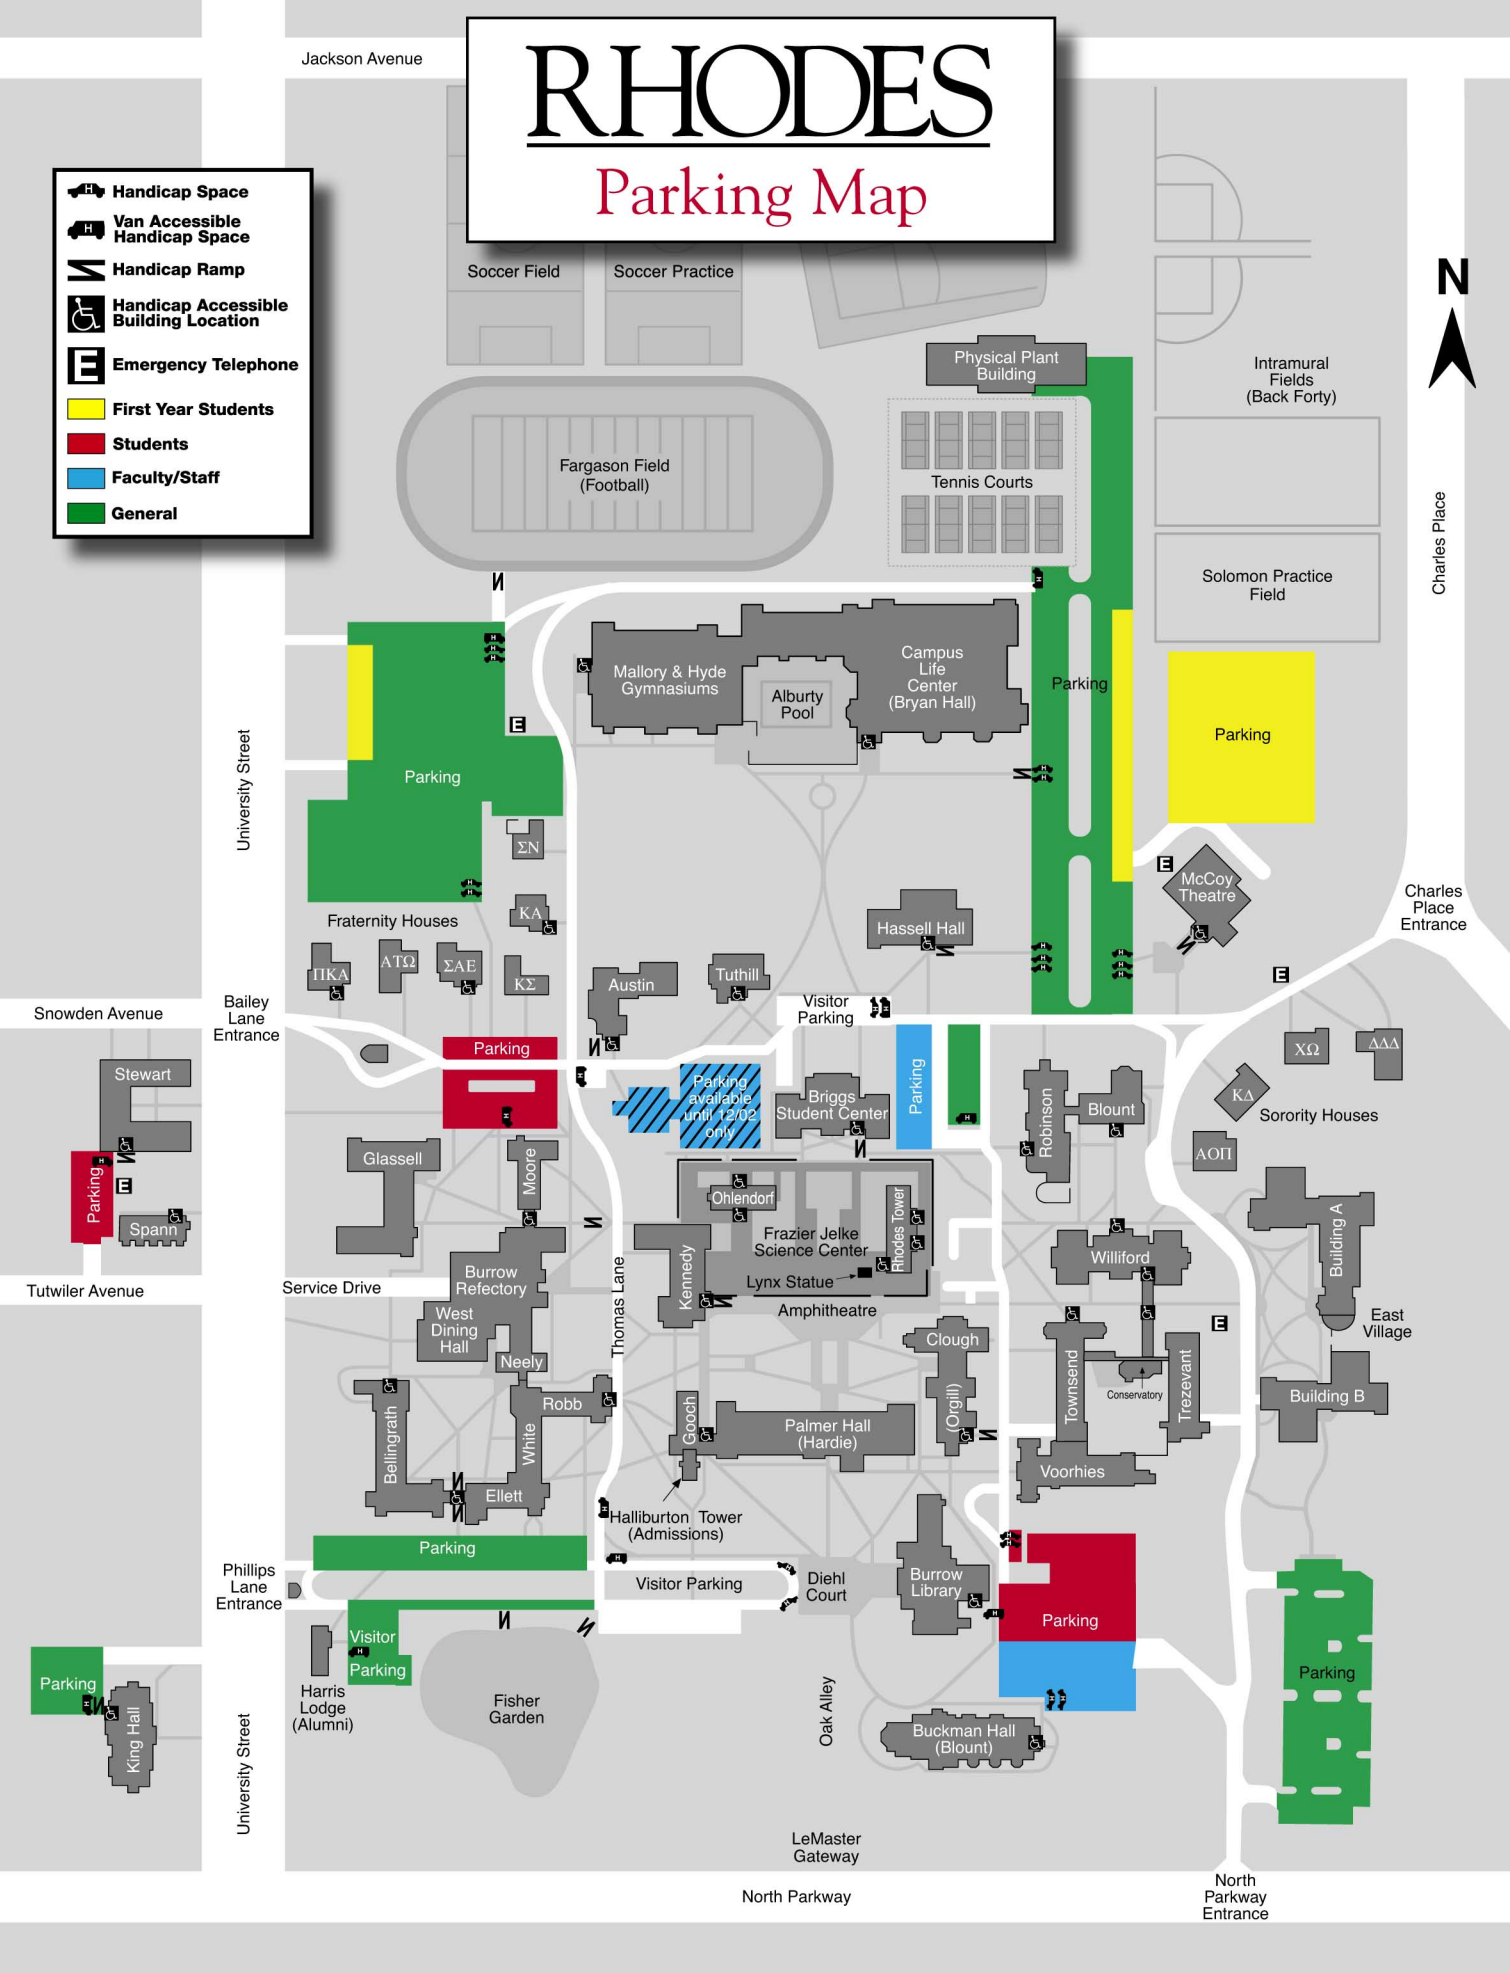 RHODES
Parking Map
Jackson Avenue
Handicap Space
Van Accessible
Handicap Space
Handicap Ramp
Handicap Accessible
Building Location
Emergency Telephone
First Year Students
Students
Faculty/Staff
General
N
Soccer Field
Soccer Practice
Physical Plant
Building
Intramural
Fields
(Back Forty)
Fargason Field
(Football)
Tennis Courts
Charles Place
Solomon Practice
Field
Mallory & Hyde
Gymnasiums
Alburty
Pool
Campus
Life
Center
(Bryan Hall)
Parking
Parking
University Street
Parking
E
ΣΝ
E
McCoy
Theatre
Charles
Place
Entrance
Fraternity Houses
ΚΑ
Hassell Hall
ΠΚΑ
ΑΤΩ
ΣΑΕ
ΚΣ
Austin
Tuthill
E
Snowden Avenue
Bailey
Lane
Entrance
Visitor
Parking
Parking
Stewart
Parking
available
until 12/02
only
Briggs
Student Center
Parking
Robinson
Blount
ΧΩ
ΔΔΔ
ΚΔ
Sorority Houses
ΑΟΠ
Glassell
Moore
Parking
E
Spann
Ohlendorf
Frazier Jelke
Science Center
Rhodes Tower
Lynx Statue
Amphitheatre
Kennedy
Williford
Building A
Tutwiler Avenue
Service Drive
Burrow
Refectory
West
Dining
Hall
Neely
Thomas Lane
Clough
(Orgill)
E
East
Village
Townsend
Conservatory
Trezevant
Building B
Bellingrath
White
Robb
Ellett
Gooch
Palmer Hall
(Hardie)
Voorhies
Halliburton Tower
(Admissions)
Parking
Phillips
Lane
Entrance
Visitor Parking
Diehl
Court
Burrow
Library
Parking
Visitor
Parking
Parking
King Hall
Harris
Lodge
(Alumni)
Fisher
Garden
Oak Alley
Buckman Hall
(Blount)
Parking
University Street
LeMaster
Gateway
North Parkway
North
Parkway
Entrance